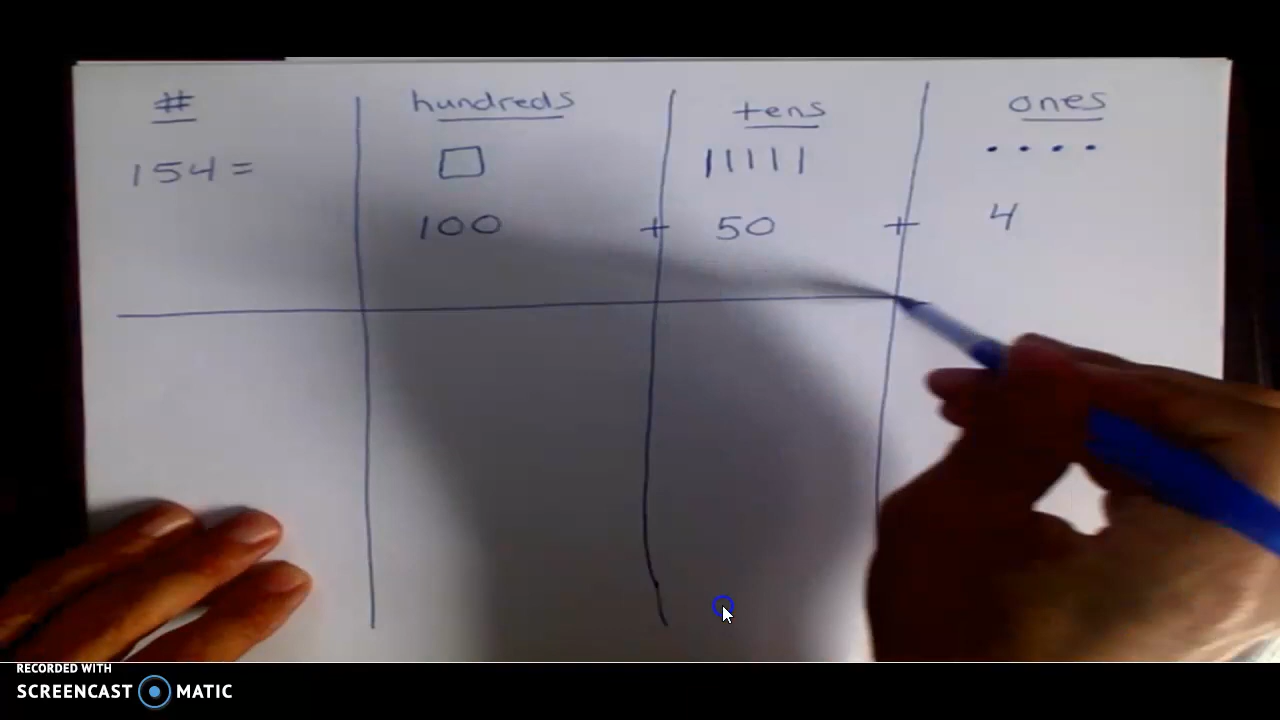 # hundreds tens ones
154 =
100 + 50 + 4
RECORDED WITH
SCREENCAST MATIC